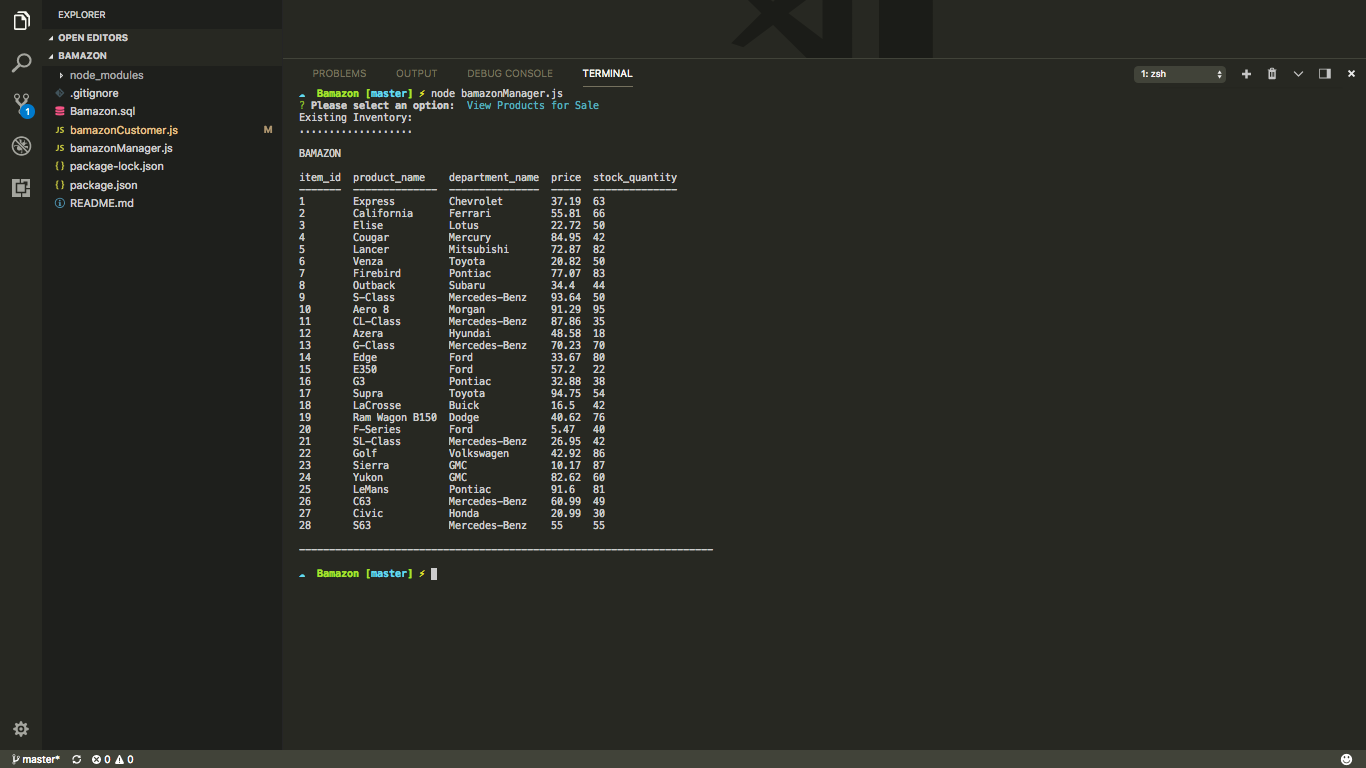 EXPLORER
OPEN EDITORS
BAMAZON
node_modules
.gitignore
Bamazon.sql
1
JS bamazonCustomer.js M
JS bamazonManager.js
{} package-lock.json
{} package.json
README.md
PROBLEMS OUTPUT DEBUG CONSOLE TERMINAL 1: zsh
Bamazon [master] ⚡ node bamazonManager.js
? Please select an option: View Products for Sale
Existing Inventory:
...................
BAMAZON
item_id product_name department_name price stock_quantity
------- -------------- --------------- ----- --------------
1 Express Chevrolet 37.19 63
2 California Ferrari 55.81 66
3 Elise Lotus 22.72 50
4 Cougar Mercury 84.95 42
5 Lancer Mitsubishi 72.87 82
6 Venza Toyota 20.82 50
7 Firebird Pontiac 77.07 83
8 Outback Subaru 34.4 44
9 S-Class Mercedes-Benz 93.64 50
10 Aero 8 Morgan 91.29 95
11 CL-Class Mercedes-Benz 87.86 35
12 Azera Hyundai 48.58 18
13 G-Class Mercedes-Benz 70.23 70
14 Edge Ford 33.67 80
15 E350 Ford 57.2 22
16 G3 Pontiac 32.88 38
17 Supra Toyota 94.75 54
18 LaCrosse Buick 16.5 42
19 Ram Wagon B150 Dodge 40.62 76
20 F-Series Ford 5.47 40
21 SL-Class Mercedes-Benz 26.95 42
22 Golf Volkswagen 42.92 86
23 Sierra GMC 10.17 87
24 Yukon GMC 82.62 60
25 LeMans Pontiac 91.6 81
26 C63 Mercedes-Benz 60.99 49
27 Civic Honda 20.99 30
28 S63 Mercedes-Benz 55 55
---------------------------------------------------------------------
Bamazon [master] ⚡
master* 0 0